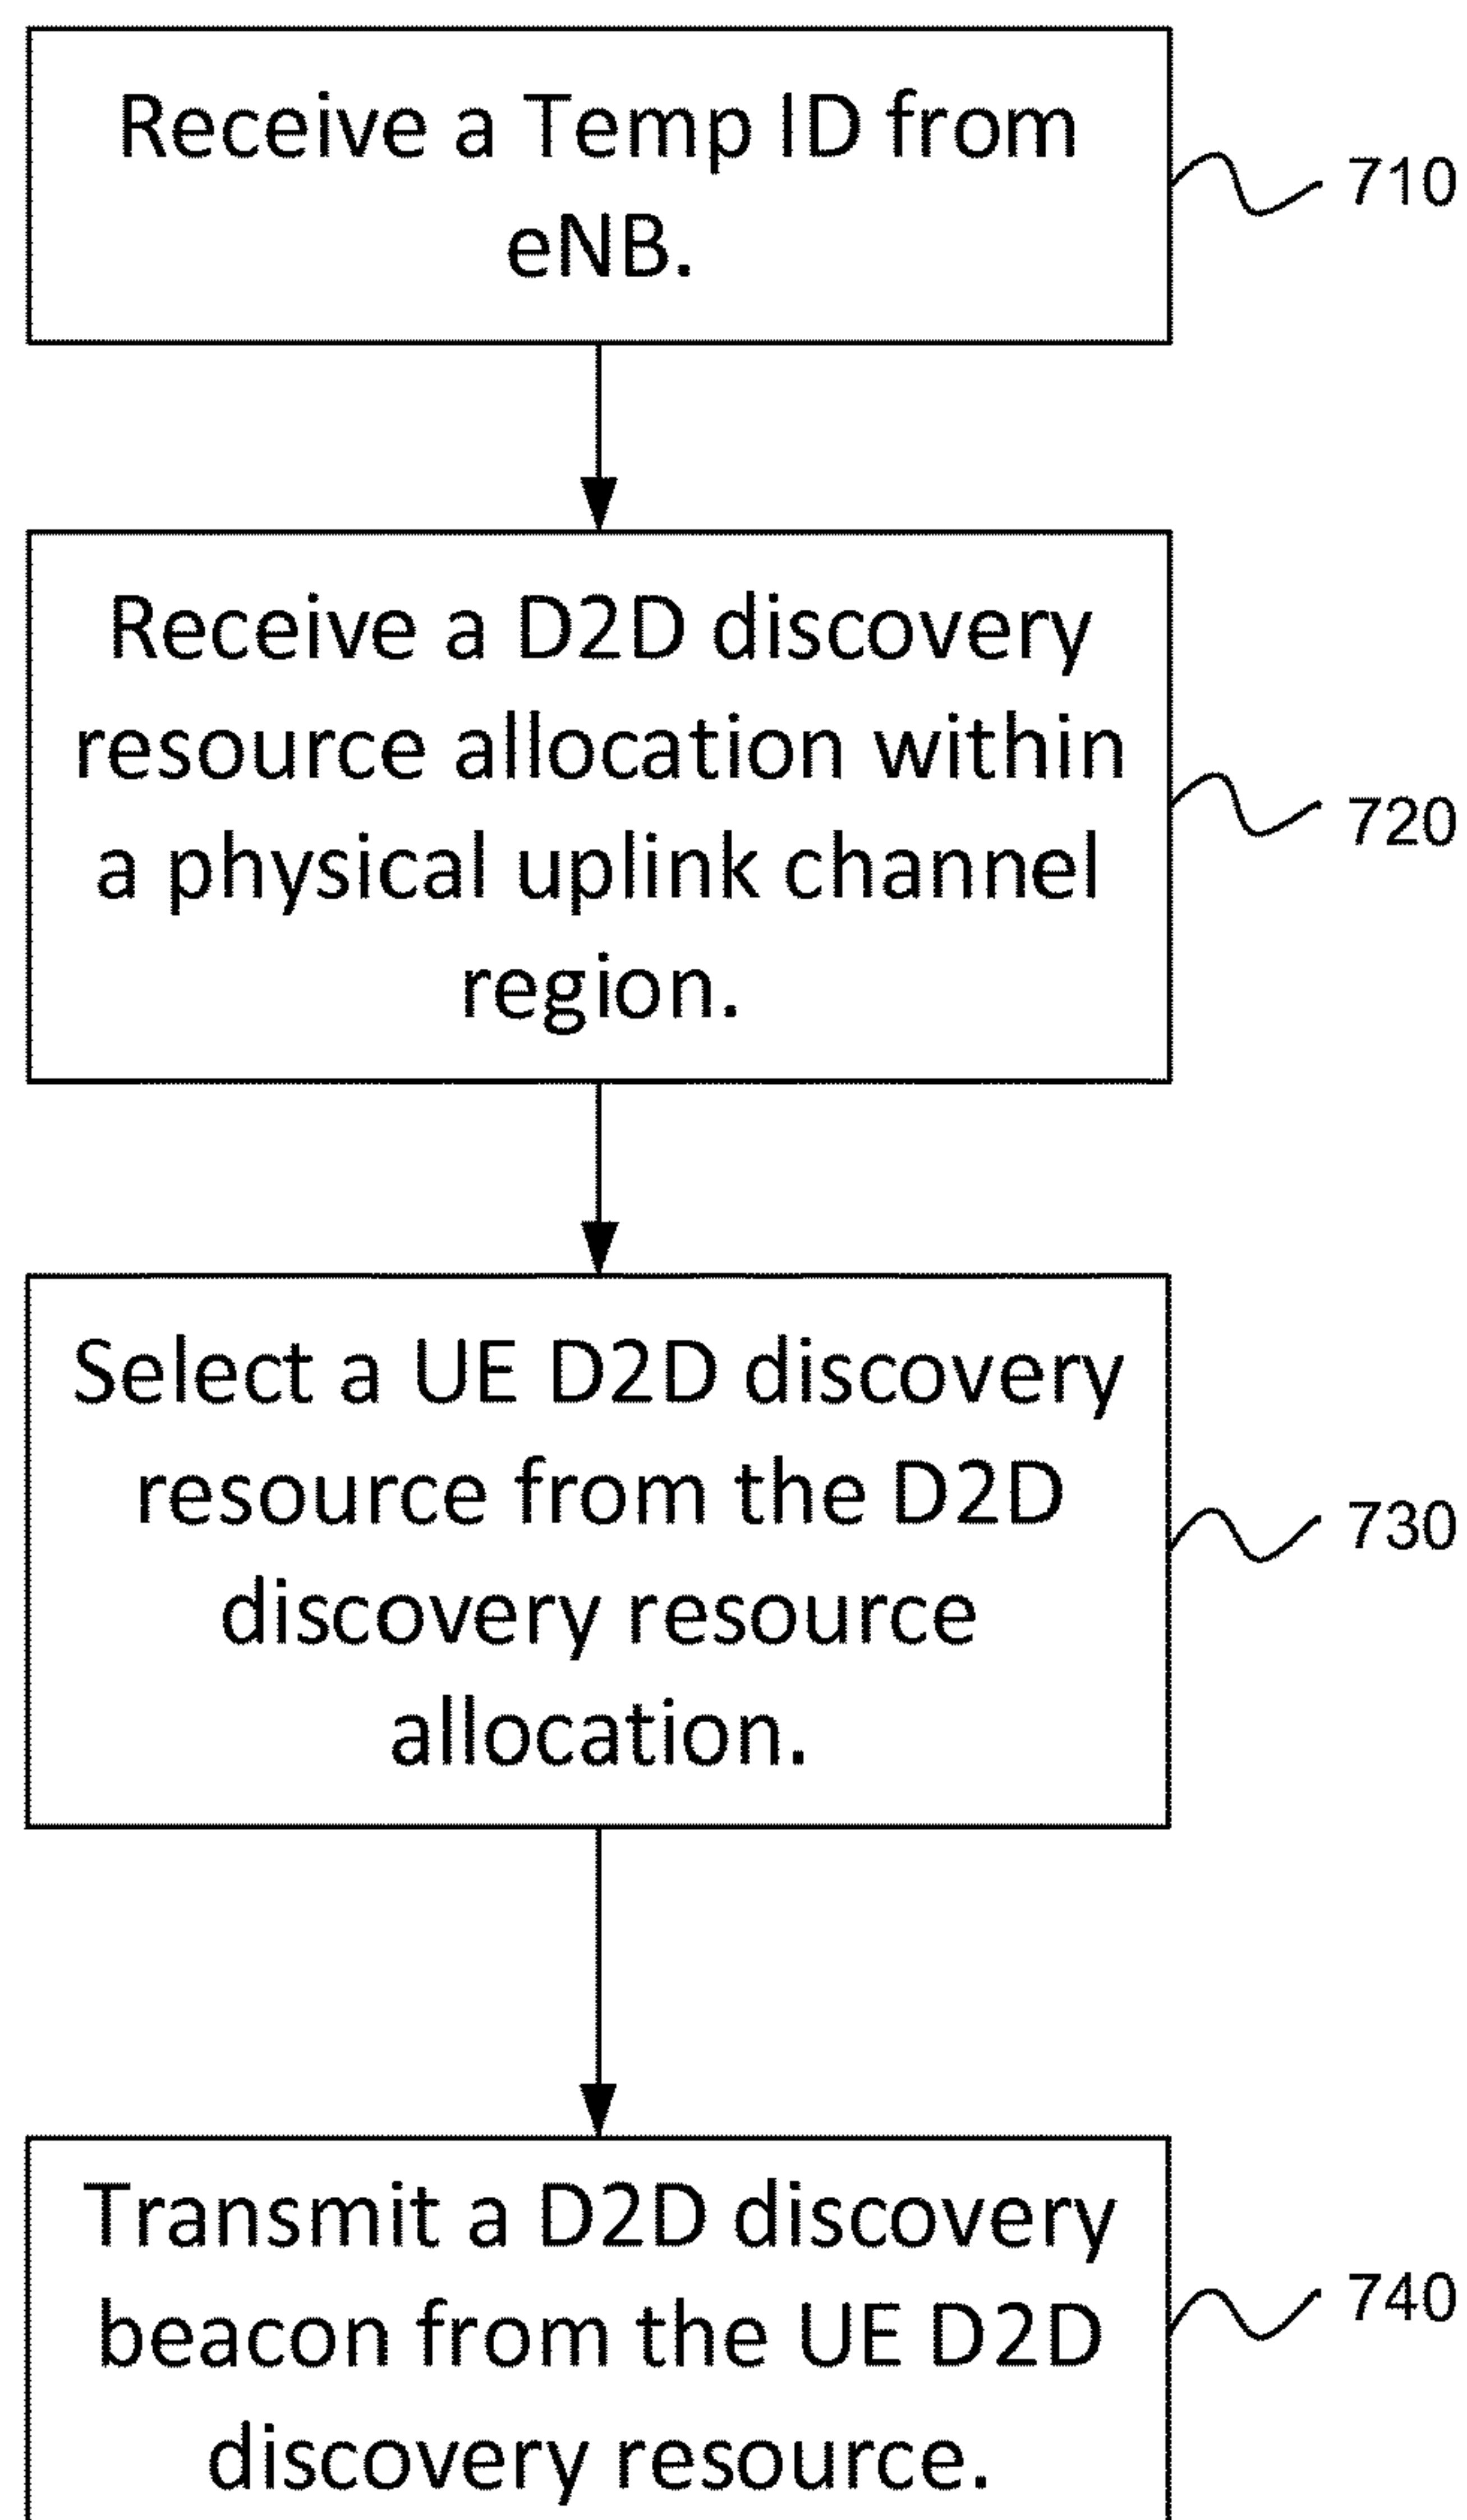 Receive a Temp ID from
eNB.
710
Receive a D2D discovery
resource allocation within
a physical uplink channel
region.
720
Select a UE D2D discovery
resource from the D2D
discovery resource
allocation.
730
Transmit a D2D discovery
beacon from the UE D2D
discovery resource.
740